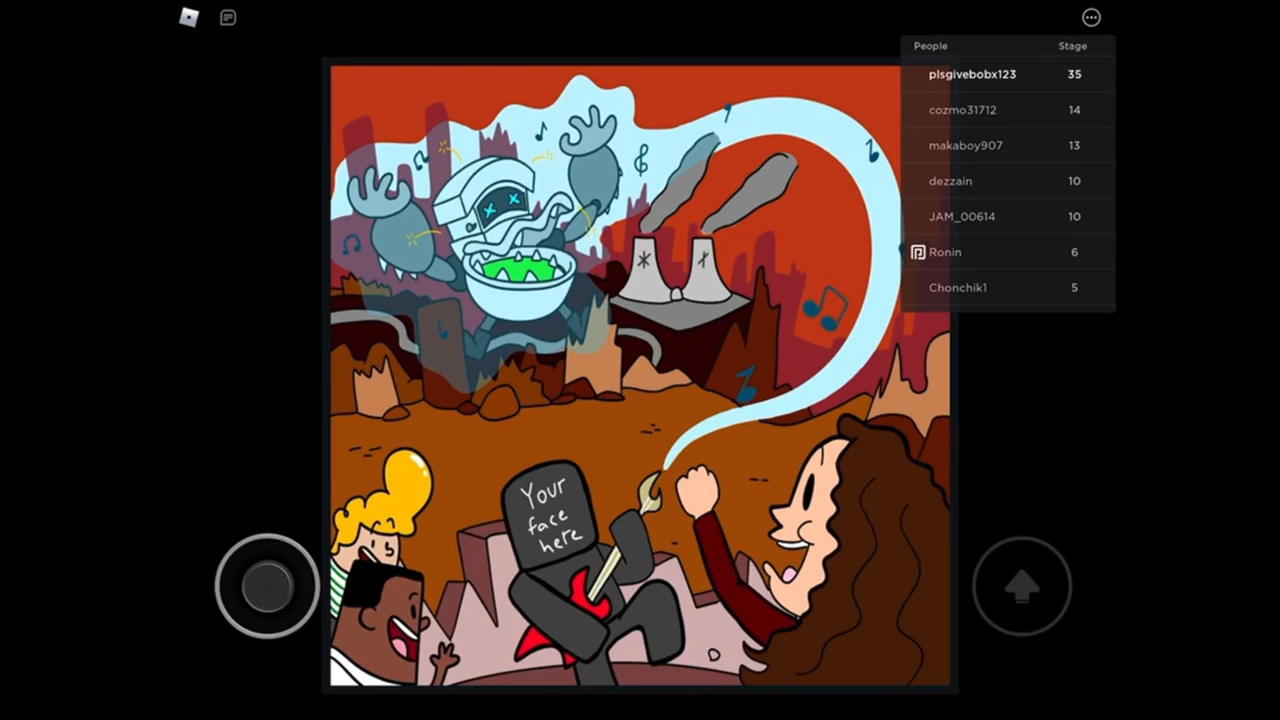 People Stage
plsgivebobx123 35
cozmo31712 14
makaboy907 13
dezzain 10
JAM_00614 10
Ronin 6
Chonchik1 5
Your
face
here